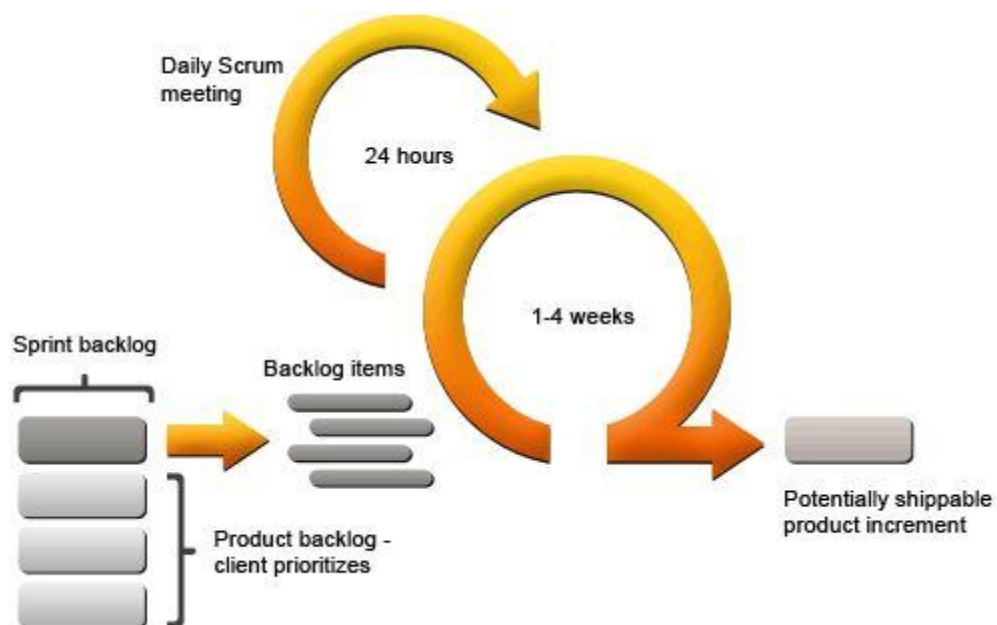 Daily Scrum
meeting
24 hours
1-4 weeks
Sprint backlog
Backlog items
Product backlog -
client prioritizes
Potentially shippable
product increment